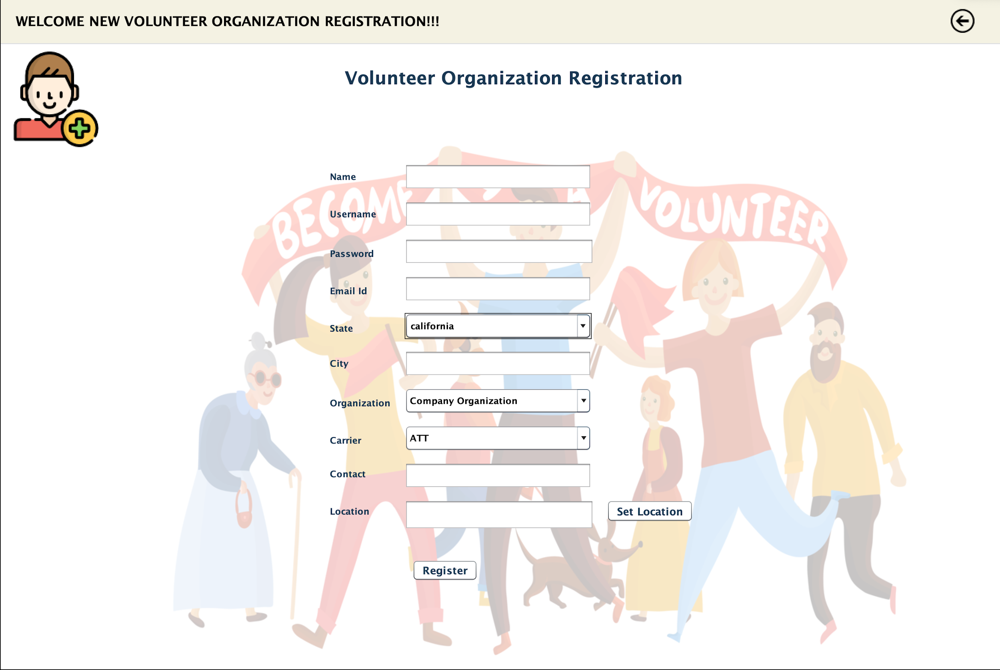 WELCOME NEW VOLUNTEER ORGANIZATION REGISTRATION!!!
Volunteer Organization Registration
BECOME A VOLUNTEER
Name
Username
Password
Email Id
State california
City
Organization Company Organization
Carrier ATT
Contact
Location Set Location
Register